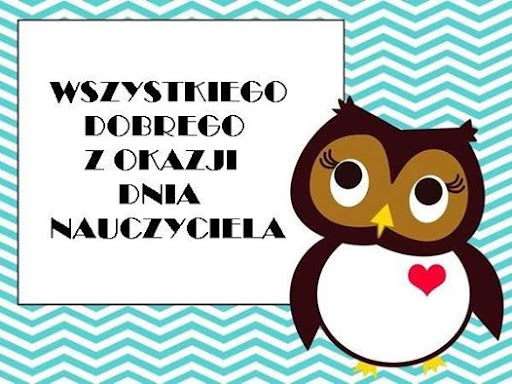 WSZYSTKIEGO
DOBREGO
Z OKAZJI
DNIA
NAUCZYCIELA